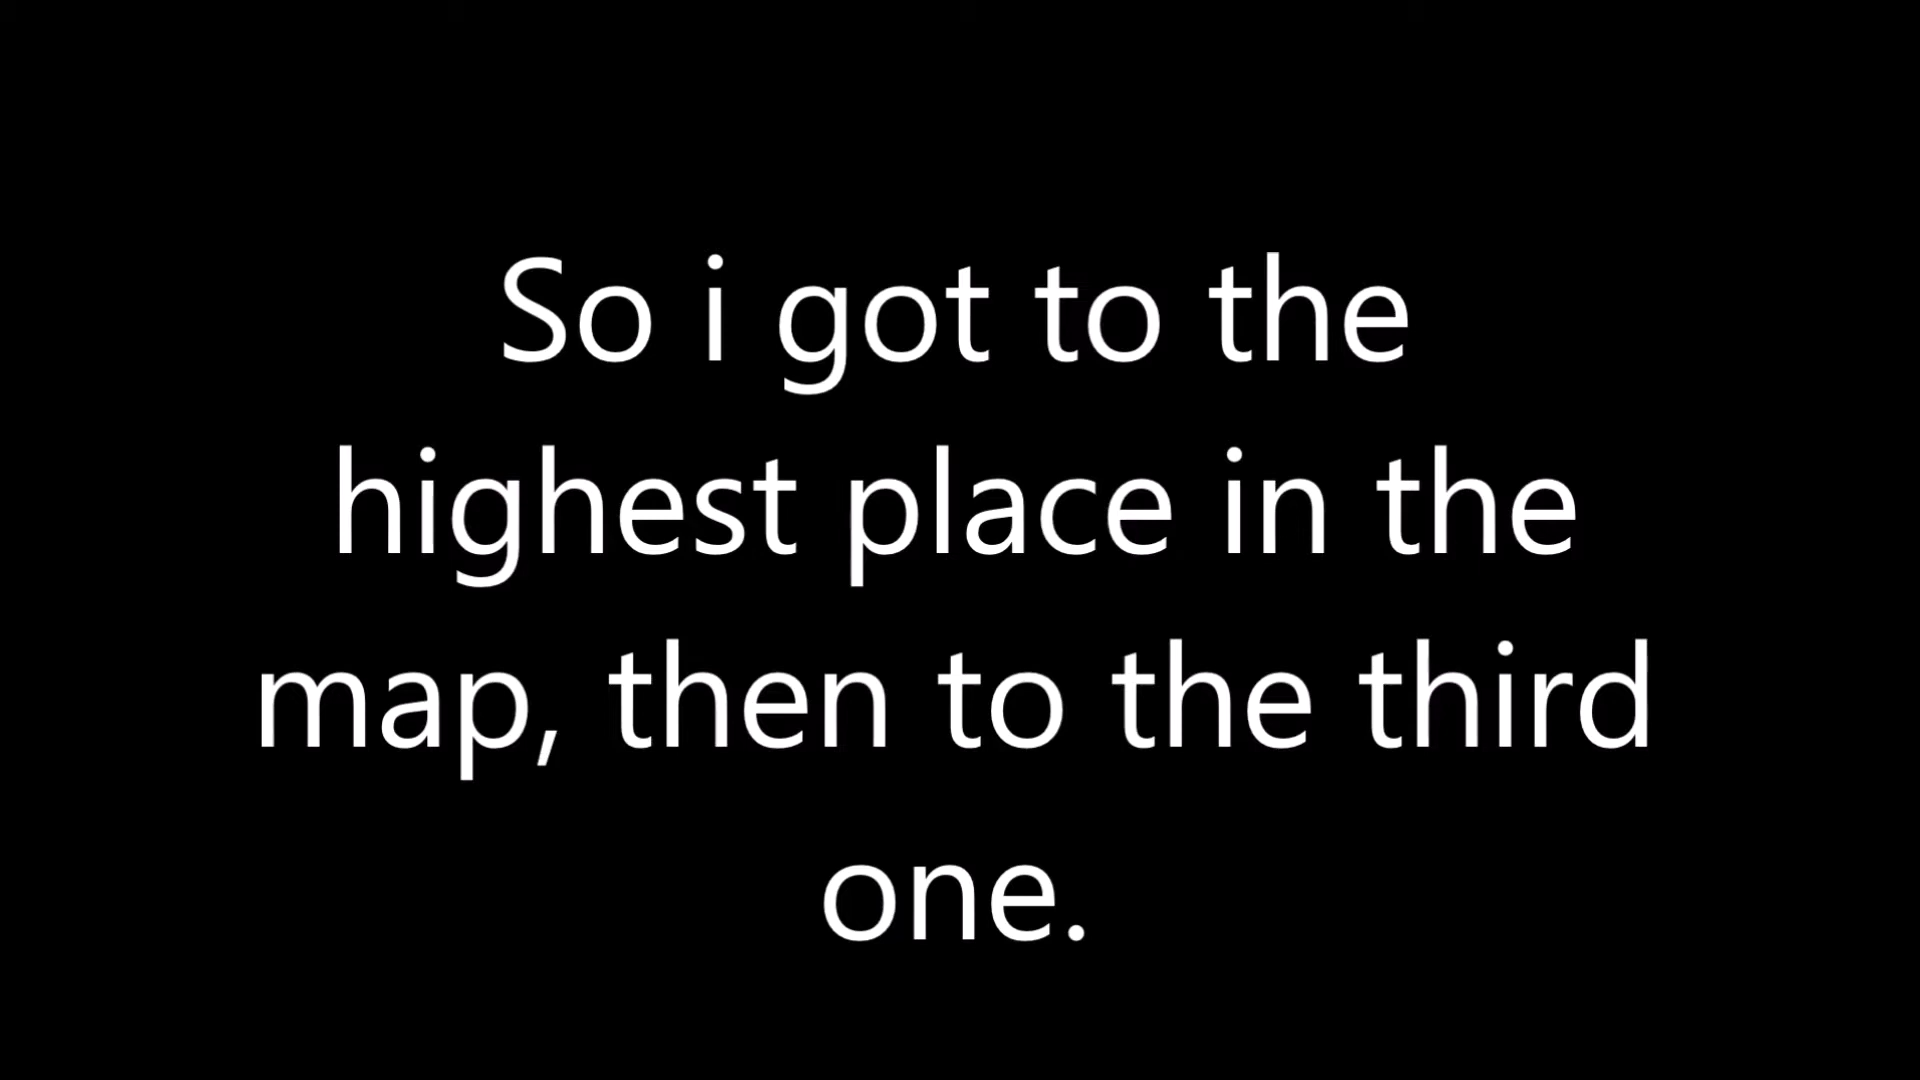 So i got to the
highest place in the
map, then to the third
one.